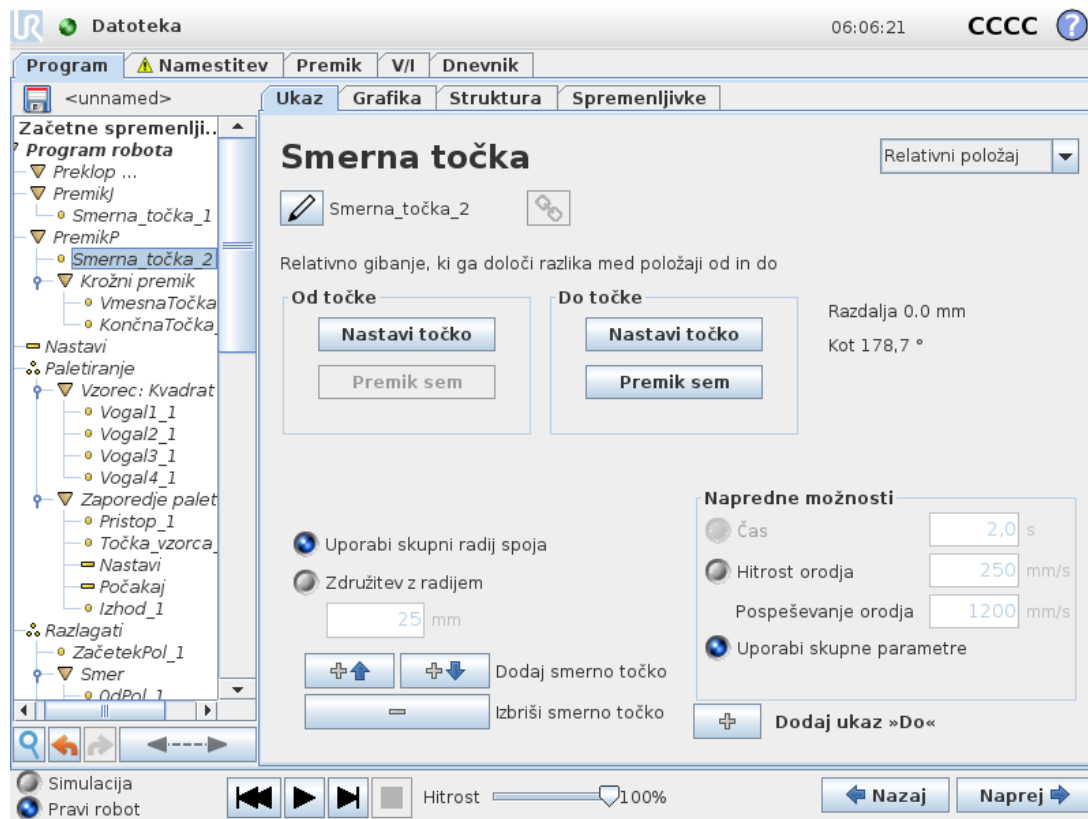 UR Datoteka 06:06:21 CCCC ?
Program Namestitev Premik V/I Dnevnik
<unnamed>
Ukaz Grafika Struktura Spremenljivke
Začetne spremenlji..
Program robota
Preklop ...
PremikJ
Smerna_točka_1
PremikP
Smerna_točka_2
Krožni premik
VmesnaTočka
KončnaTočka_
Nastavi
Paletiranje
Vzorec: Kvadrat
Vogal1_1
Vogal2_1
Vogal3_1
Vogal4_1
Zaporedje palet
Pristop_1
Točka_vzorca_
Nastavi
Počakaj
Izhod_1
Razlagati
ZačetekPol_1
Smer
OdPol_1
Smerna točka
Relativni položaj
Smerna_točka_2
Relativno gibanje, ki ga določi razlika med položaji od in do
Od točke
Nastavi točko
Premik sem
Do točke
Nastavi točko
Premik sem
Razdalja 0.0 mm
Kot 178,7 °
Uporabi skupni radij spoja
Združitev z radijem
25 mm
Dodaj smerno točko
Izbriši smerno točko
Napredne možnosti
Čas 2,0 s
Hitrost orodja 250 mm/s
Pospeševanje orodja 1200 mm/s
Uporabi skupne parametre
Dodaj ukaz »Do«
Simulacija
Pravi robot
Hitrost 100%
Nazaj
Naprej